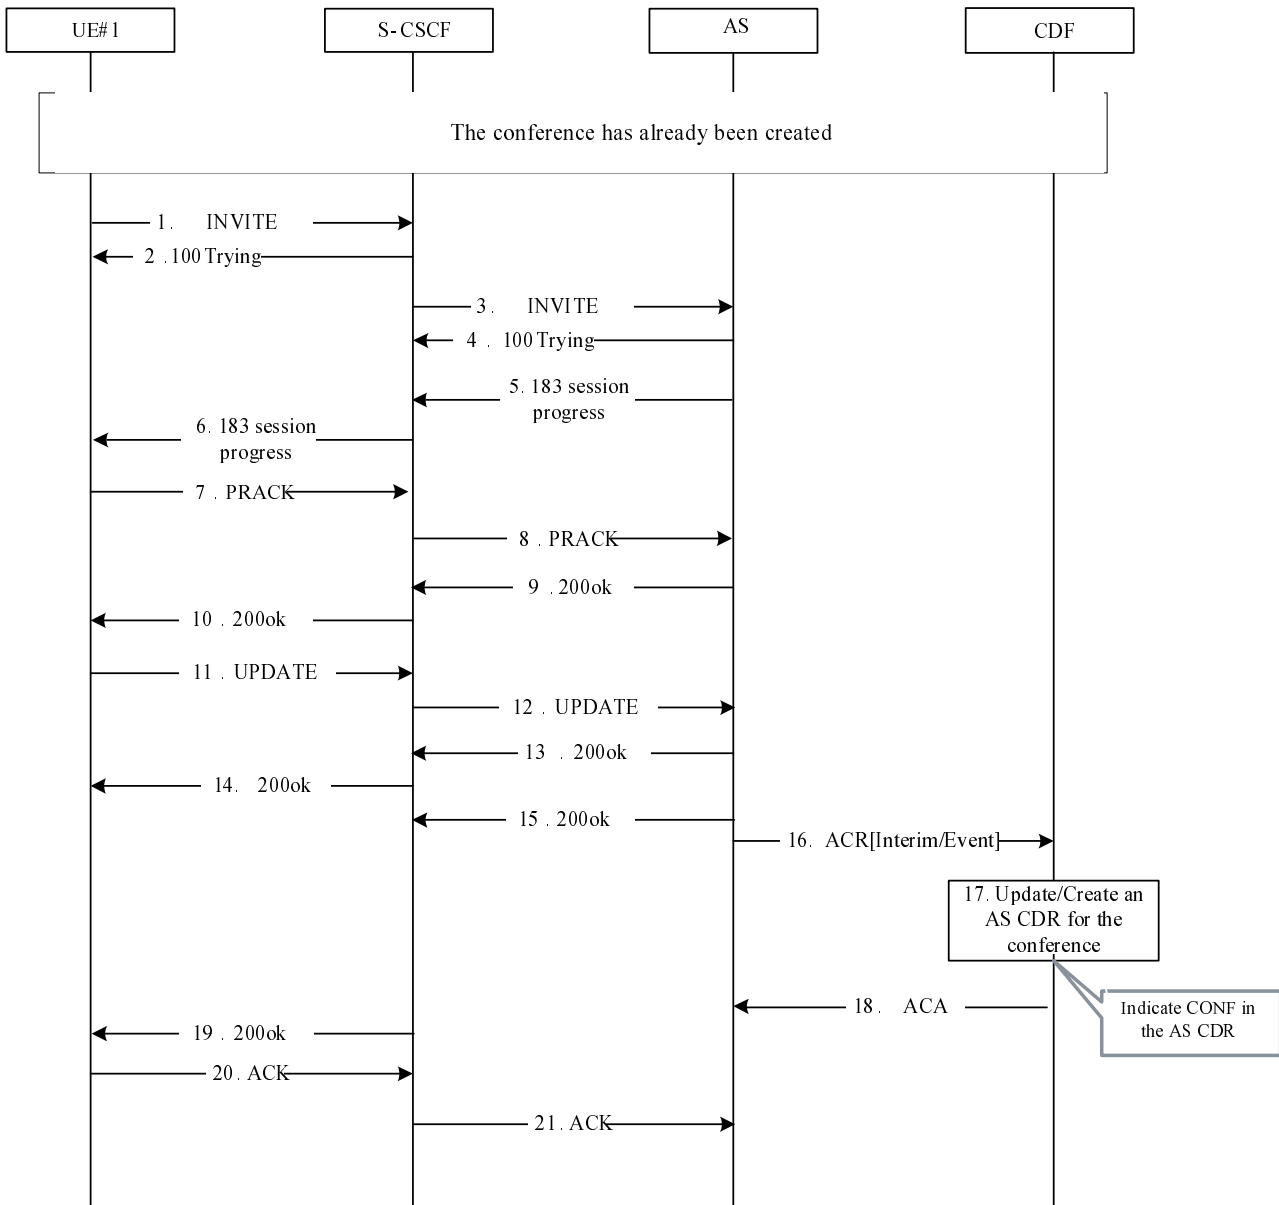 UE#1
S-CSCF
AS
CDF
The conference has already been created
1. INVITE
2 .100 Trying
3. INVITE
4 . 100 Trying
5. 183 session
progress
6. 183 session
progress
7 . PRACK
8 . PRACK
9 . 200ok
10 . 200ok
11 . UPDATE
12 . UPDATE
13 . 200ok
14. 200ok
15 . 200ok
16. ACR[Interim/Event]
17. Update/Create an
AS CDR for the
conference
18. ACA
Indicate CONF in
the AS CDR
19 . 200ok
20. ACK
21. ACK